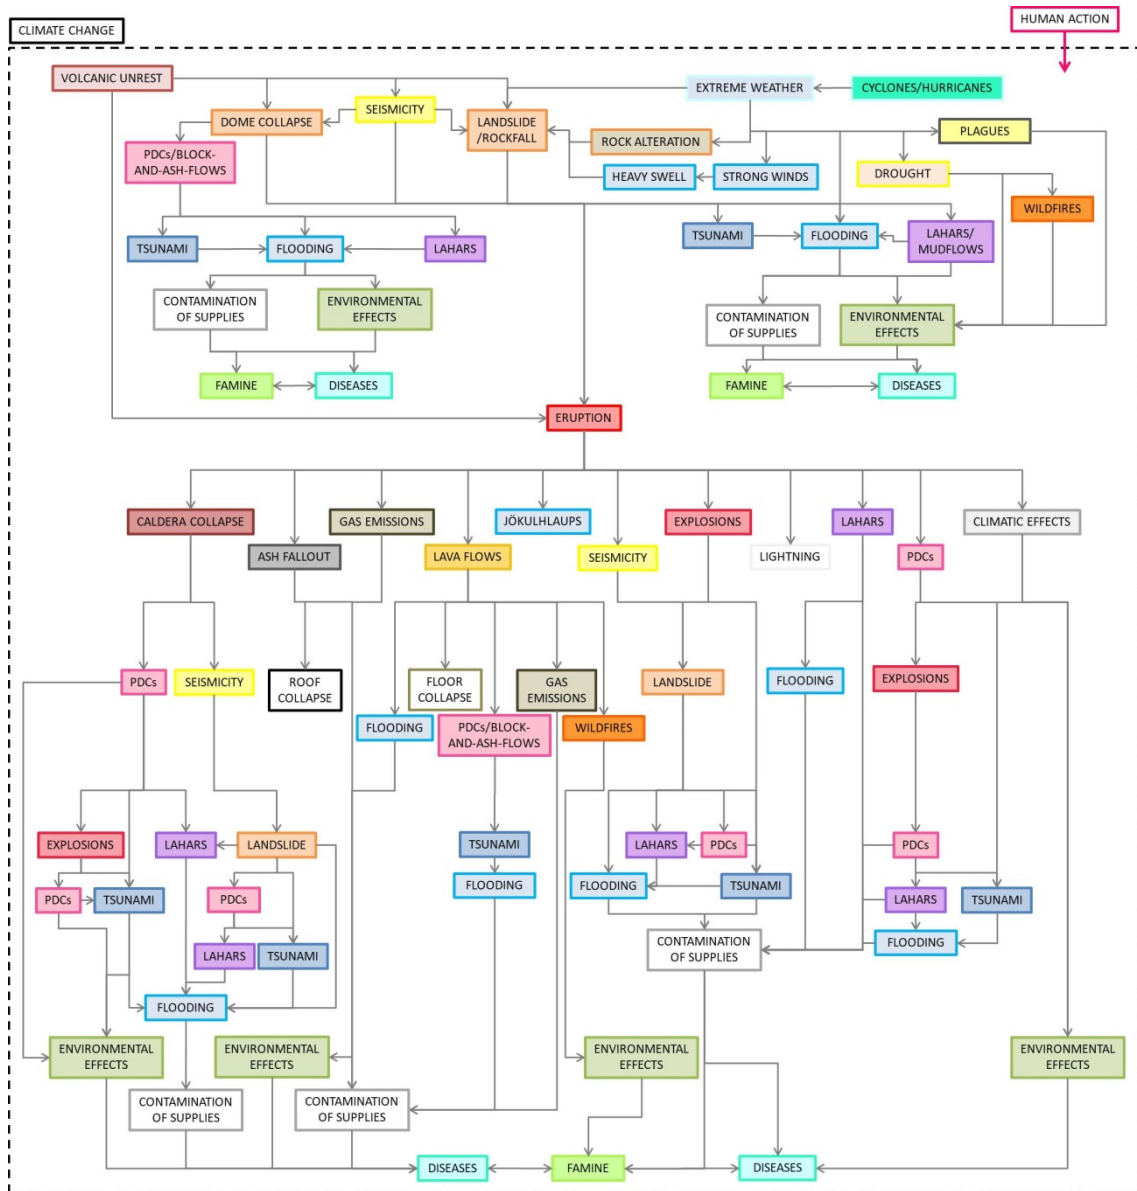 HUMAN ACTION
CLIMATE CHANGE
VOLCANIC UNREST
EXTREME WEATHER
CYCLONES/HURRICANES
SEISMICITY
DOME COLLAPSE
LANDSLIDE
/ROCKFALL
PLAGUES
ROCK ALTERATION
PDCs/BLOCK-
AND-ASH-FLOWS
HEAVY SWELL
STRONG WINDS
DROUGHT
WILDFIRES
TSUNAMI
FLOODING
LAHARS
TSUNAMI
FLOODING
LAHARS/
MUDFLOWS
CONTAMINATION
OF SUPPLIES
ENVIRONMENTAL
EFFECTS
CONTAMINATION
OF SUPPLIES
ENVIRONMENTAL
EFFECTS
FAMINE
DISEASES
FAMINE
DISEASES
ERUPTION
CALDERA COLLAPSE
GAS EMISSIONS
JÖKULHLAUPS
EXPLOSIONS
LAHARS
CLIMATIC EFFECTS
ASH FALLOUT
LAVA FLOWS
SEISMICITY
LIGHTNING
PDCs
PDCs
SEISMICITY
ROOF
COLLAPSE
FLOOR
COLLAPSE
GAS
EMISSIONS
LANDSLIDE
FLOODING
EXPLOSIONS
FLOODING
PDCs/BLOCK-
AND-ASH-FLOWS
WILDFIRES
EXPLOSIONS
LAHARS
LANDSLIDE
TSUNAMI
LAHARS
PDCs
PDCs
PDCs
TSUNAMI
PDCs
FLOODING
FLOODING
TSUNAMI
LAHARS
TSUNAMI
LAHARS
TSUNAMI
CONTAMINATION
OF SUPPLIES
FLOODING
FLOODING
ENVIRONMENTAL
EFFECTS
ENVIRONMENTAL
EFFECTS
ENVIRONMENTAL
EFFECTS
ENVIRONMENTAL
EFFECTS
CONTAMINATION
OF SUPPLIES
CONTAMINATION
OF SUPPLIES
DISEASES
FAMINE
DISEASES